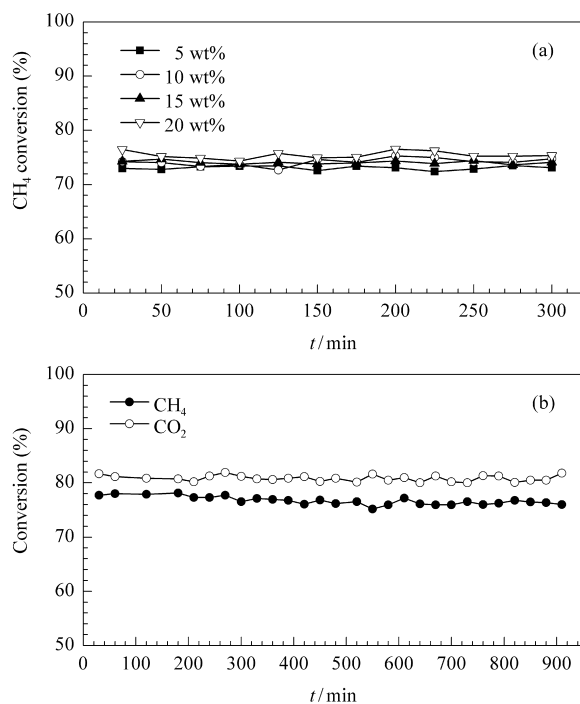 100
(a)
5 wt%
10 wt%
15 wt%
20 wt%
90
80
70
60
50
CH₄ conversion (%)
0 50 100 150 200 250 300
t / min
100
(b)
CH₄
CO₂
90
80
70
60
50
Conversion (%)
0 100 200 300 400 500 600 700 800 900
t / min